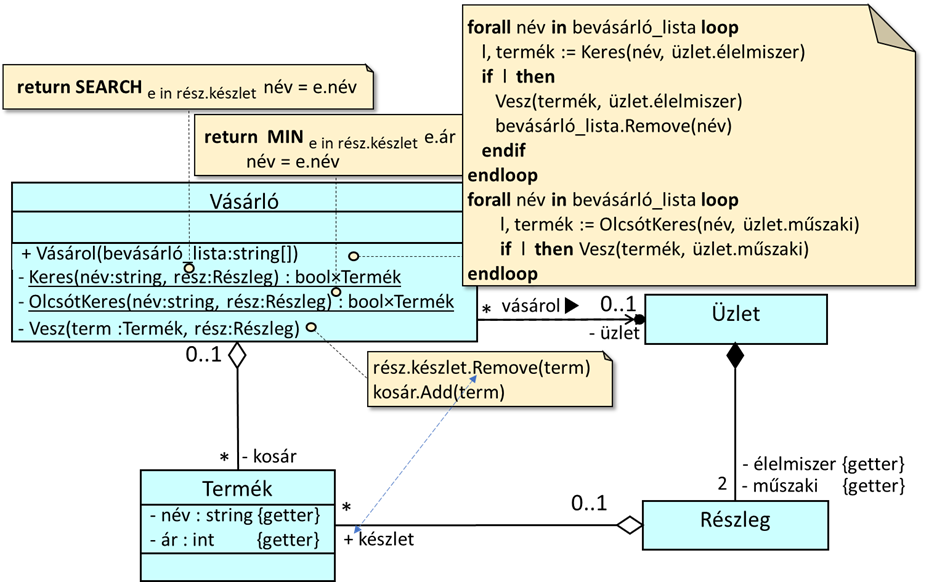 forall név in bevásárló_lista loop
l, termék := Keres(név, üzlet.élelmiszer)
if l then
Vesz(termék, üzlet.élelmiszer)
bevásárló_lista.Remove(név)
endif
endloop
forall név in bevásárló_lista loop
l, termék := OlcsótKeres(név, üzlet.műszaki)
if l then Vesz(termék, üzlet.műszaki)
endloop
return SEARCH e in rész.készlet név = e.név
return MIN e in rész.készlet e.ár
név = e.név
Vásárló
+ Vásárol(bevásárló_lista:string[])
- Keres(név:string, rész:Részleg) : bool×Termék
- OlcsótKeres(név:string, rész:Részleg) : bool×Termék
- Vesz(term :Termék, rész:Részleg)
* vásárol ▶ 0..1
- üzlet
Üzlet
0..1
rész.készlet.Remove(term)
kosár.Add(term)
* - kosár
- élelmiszer {getter}
2 - műszaki {getter}
Termék
- név : string {getter}
- ár : int {getter}
*
+ készlet
0..1
Részleg